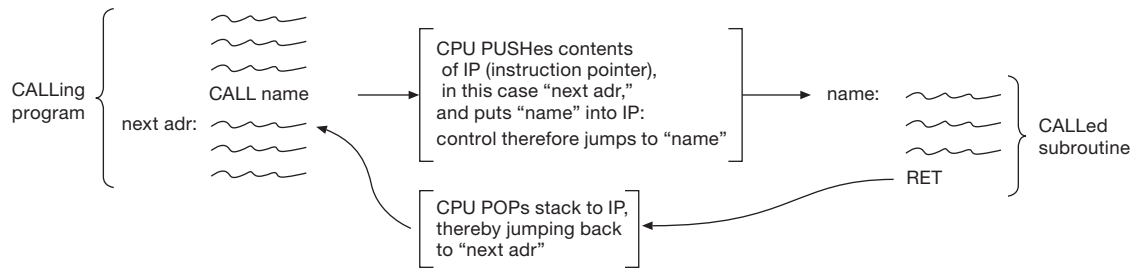 CALLing
program
CALL name
next adr:
CPU PUSHes contents
of IP (instruction pointer),
in this case “next adr,”
and puts “name” into IP:
control therefore jumps to “name”
name:
RET
CALLed
subroutine
CPU POPs stack to IP,
thereby jumping back
to “next adr”